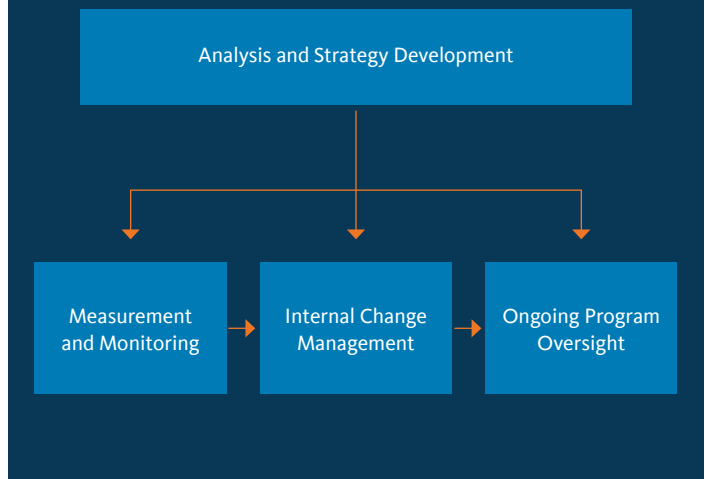 Analysis and Strategy Development
Measurement
and Monitoring
Internal Change
Management
Ongoing Program
Oversight